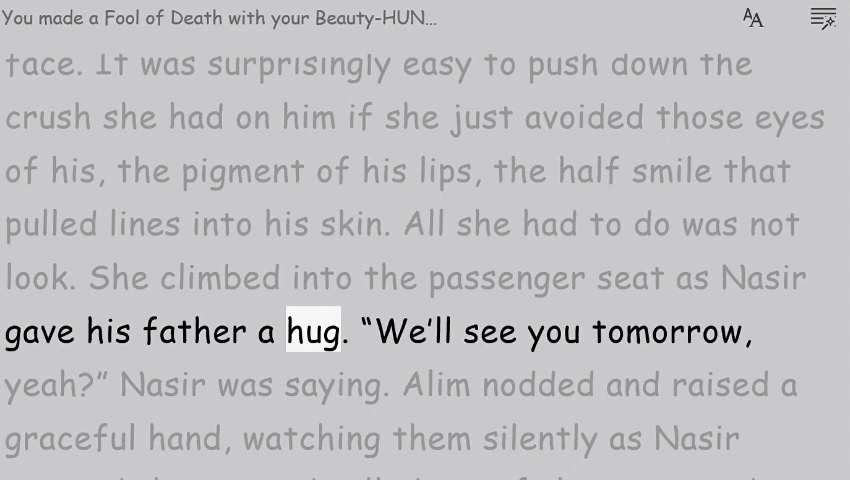 You made a Fool of Death with your Beauty-HUN...
face. It was surprisingly easy to push down the
crush she had on him if she just avoided those eyes
of his, the pigment of his lips, the half smile that
pulled lines into his skin. All she had to do was not
look. She climbed into the passenger seat as Nasir
gave his father a hug. “We’ll see you tomorrow,
yeah?” Nasir was saying. Alim nodded and raised a
graceful hand, watching them silently as Nasir